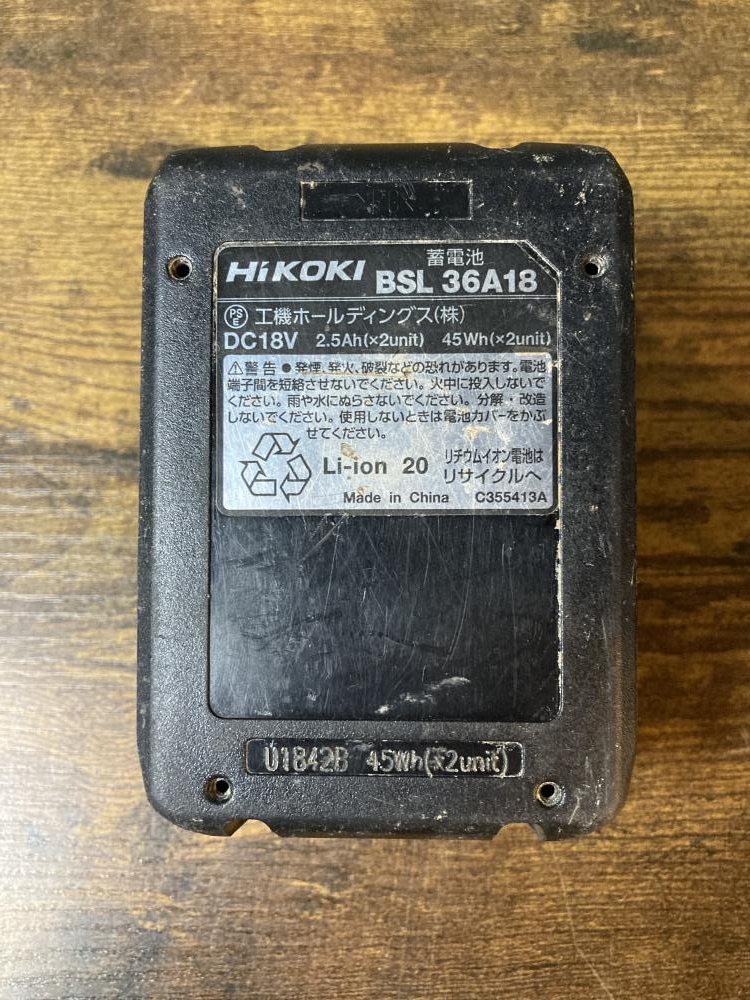 HiKOKI 蓄電池 BSL 36A18
PSE 工機ホールディングス(株)
DC18V 2.5Ah(×2unit) 45Wh(×2unit)
⚠警告 ● 発煙、発火、破裂などの恐れがあります。電池
端子間を短絡させないでください。火中に投入しないで
ください。雨や水にぬらさないでください。分解・改造
しないでください。使用しないときは電池カバーをかぶ
せてください。
Li-ion 20 リチウムイオン電池は
リサイクルへ
Made in China C355413A
U1842B 45Wh(×2unit)